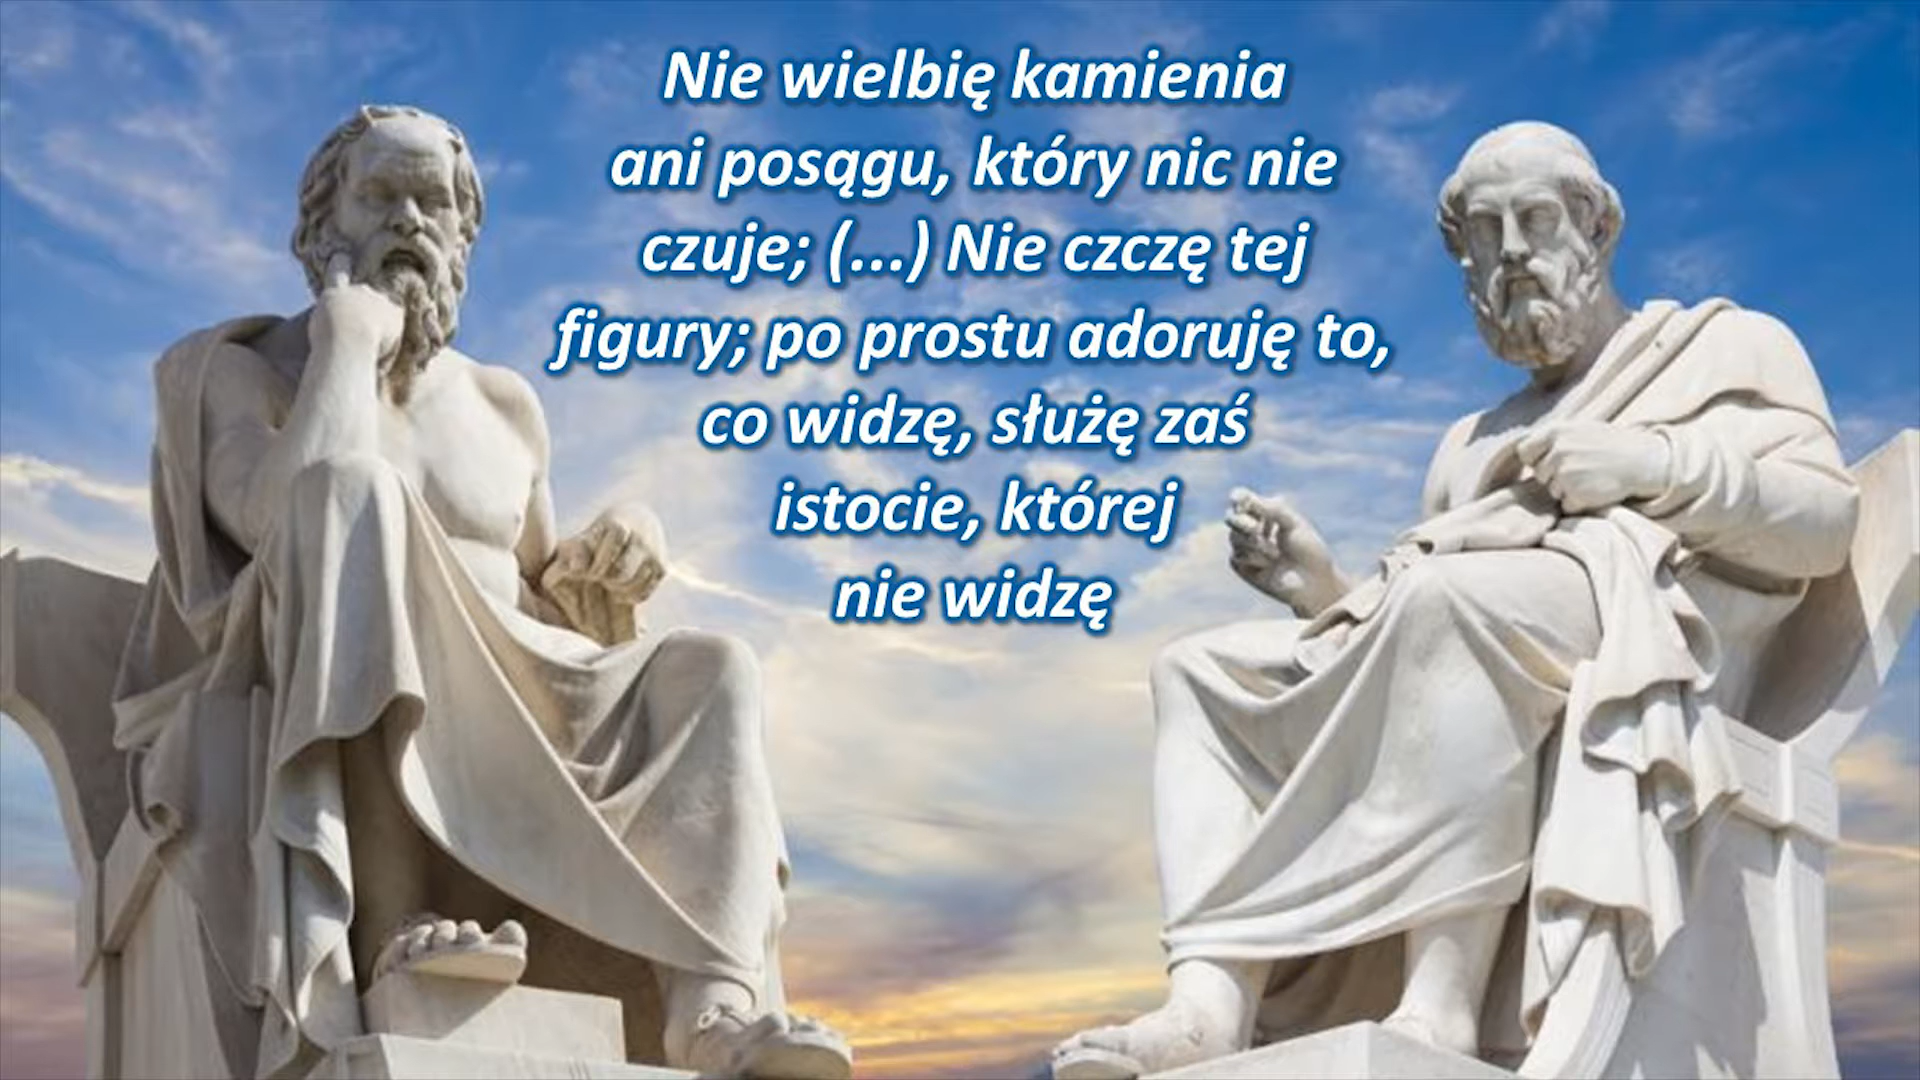 Nie wielbię kamienia
ani posągu, który nic nie
czuje; (...) Nie czczę tej
figury; po prostu adoruję to,
co widzę, służę zaś
istocie, której
nie widzę